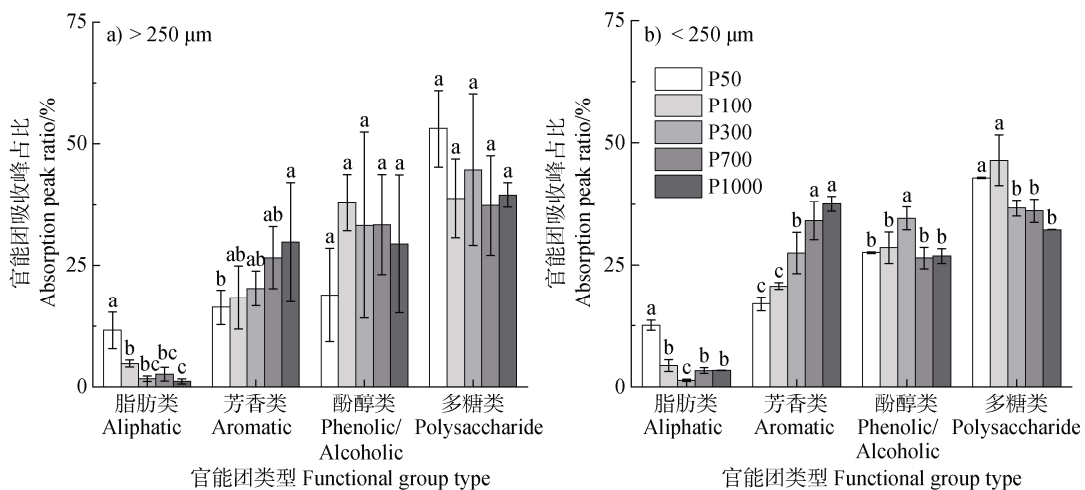 75
50
25
0
官能团吸收峰占比
Absorption peak ratio/%
a) > 250 μm
a
b
bc
bc
c
b
ab
ab
ab
a
a
a
a
a
a
a
a
a
a
a
脂肪类
Aliphatic
芳香类
Aromatic
酚醇类
Phenolic/
Alcoholic
多糖类
Polysaccharide
官能团类型 Functional group type
75
50
25
0
官能团吸收峰占比
Absorption peak ratio/%
b) < 250 μm
P50
P100
P300
P700
P1000
a
b
c
b
b
c
c
b
a
a
b
b
a
b
b
a
a
b
b
b
脂肪类
Aliphatic
芳香类
Aromatic
酚醇类
Phenolic/
Alcoholic
多糖类
Polysaccharide
官能团类型 Functional group type